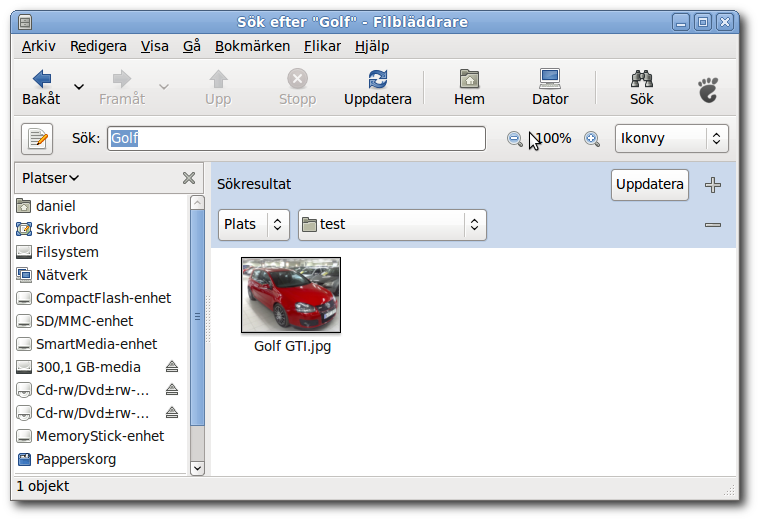 Sök efter "Golf" - Filbläddrare
Arkiv Redigera Visa Gå Bokmärken Flikar Hjälp
Bakåt Framåt Upp Stopp Uppdatera Hem Dator Sök
Sök: Golf 100% Ikonvy
Platser
daniel
Skrivbord
Filsystem
Nätverk
CompactFlash-enhet
SD/MMC-enhet
SmartMedia-enhet
300,1 GB-media
Cd-rw/Dvd±rw-...
Cd-rw/Dvd±rw-...
MemoryStick-enhet
Papperskorg
Sökresultat Uppdatera
Plats test
Golf GTI.jpg
1 objekt